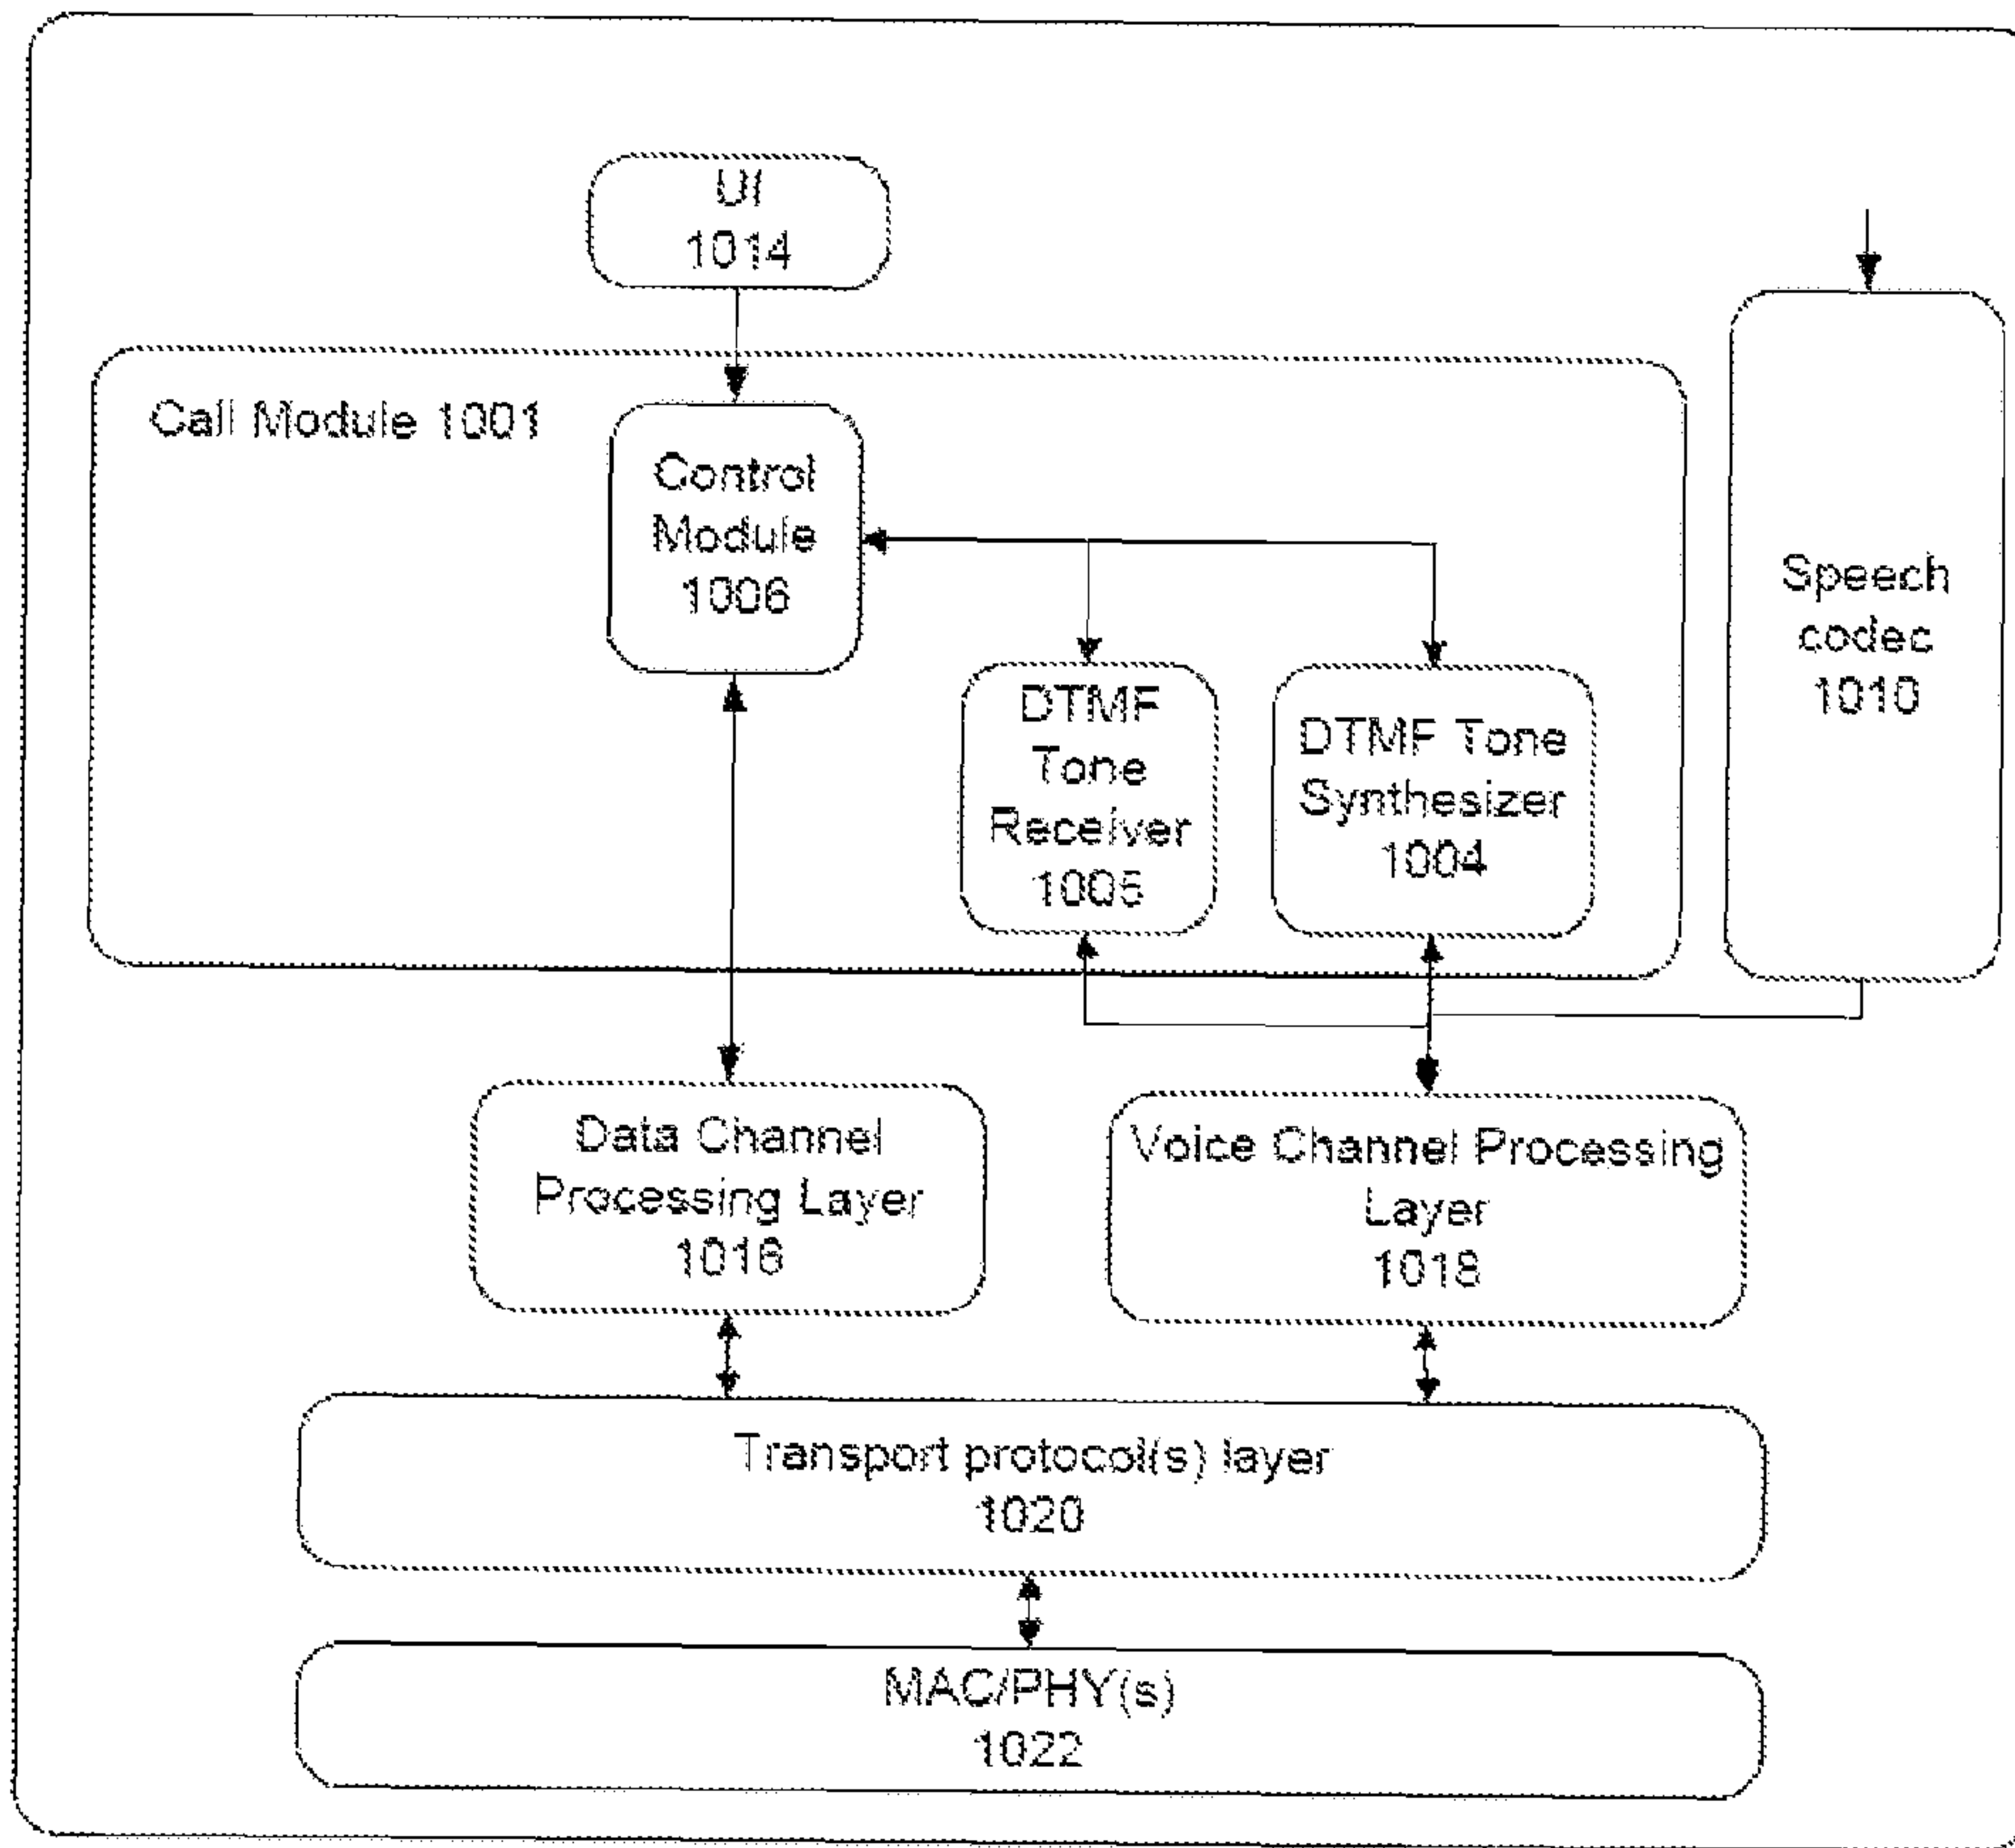 UI
1014
Call Module 1001
Control
Module
1006
Speech
codec
1010
DTMF
Tone
Receiver
1005
DTMF Tone
Synthesizer
1004
Data Channel
Processing Layer
1016
Voice Channel Processing
Layer
1018
Transport protocol(s) layer
1020
MAC/PHY(s)
1022